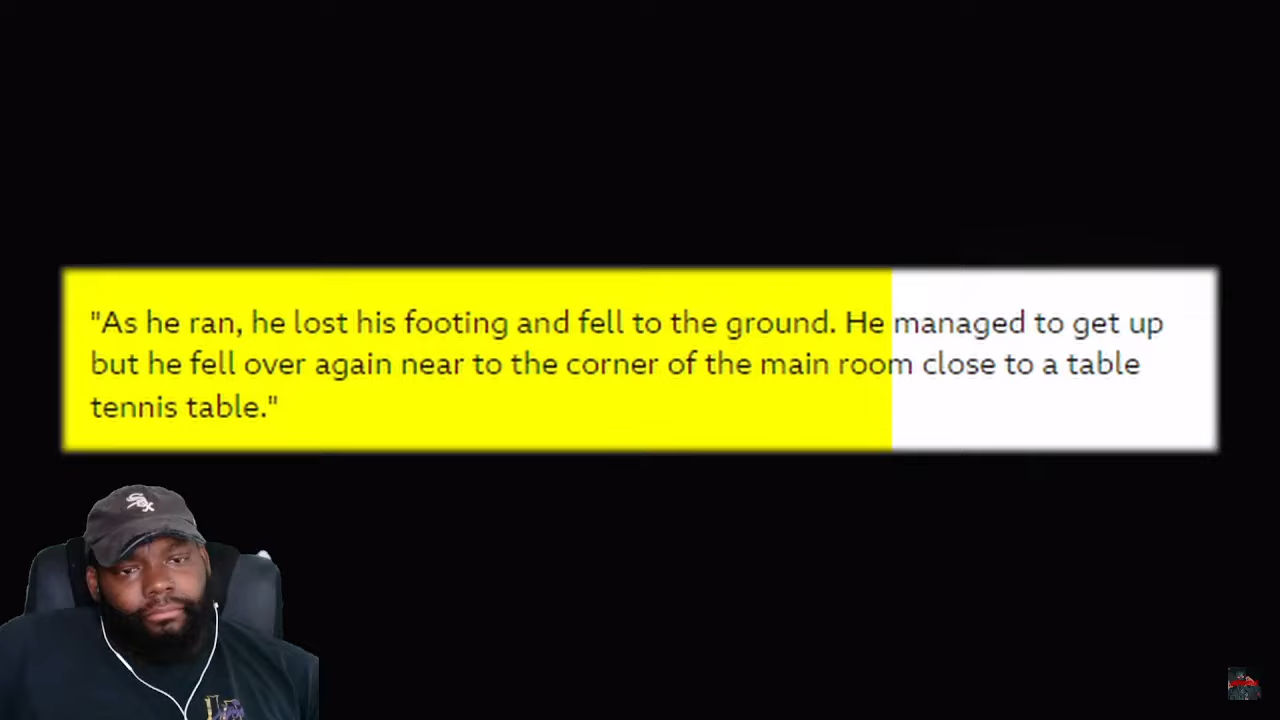 "As he ran, he lost his footing and fell to the ground. He managed to get up
but he fell over again near to the corner of the main room close to a table
tennis table."
SOX